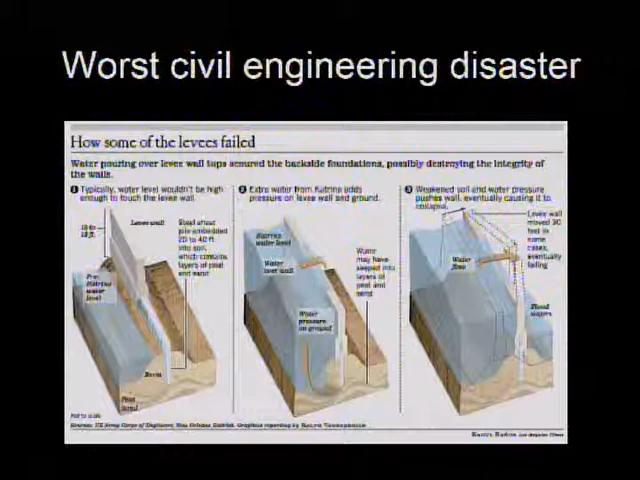 Worst civil engineering disaster
How some of the levees failed
Water pouring over levee wall tops scoured the backside foundations, possibly destroying the integrity of
the walls.
1 Typically, water level wouldn't be high
enough to touch the levee wall.
Levee wall
Steel sheet
pile embedded
20 to 40 ft
into soil,
which contains
layers of peat
and sand
Pre-
Katrina
water
level
Berm
Peat
Sand
Not to scale
2 Extra water from Katrina adds
pressure on levee wall and ground.
Katrina
water level
Water
over wall
Water
may have
seeped into
layers of
peat and
sand
Water
pressure
on ground
3 Weakened soil and water pressure
pushes wall, eventually causing it to
collapse.
Levee wall
moved 30
feet in
some
cases,
eventually
failing
Water
flow
Flood
waters
Sources: US Army Corps of Engineers, New Orleans District. Graphics reporting by
Los Angeles Times